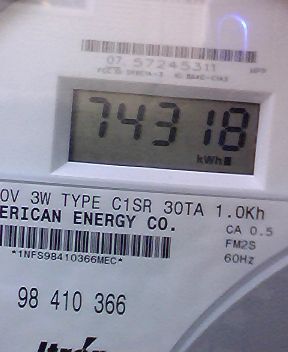 07 57245311
74318
kWh
0V 3W TYPE C1SR 30TA 1.0Kh
ERICAN ENERGY CO.
CA 0.5
FM2S
*1NFS98410366MEC*
60Hz
98 410 366
Itrón